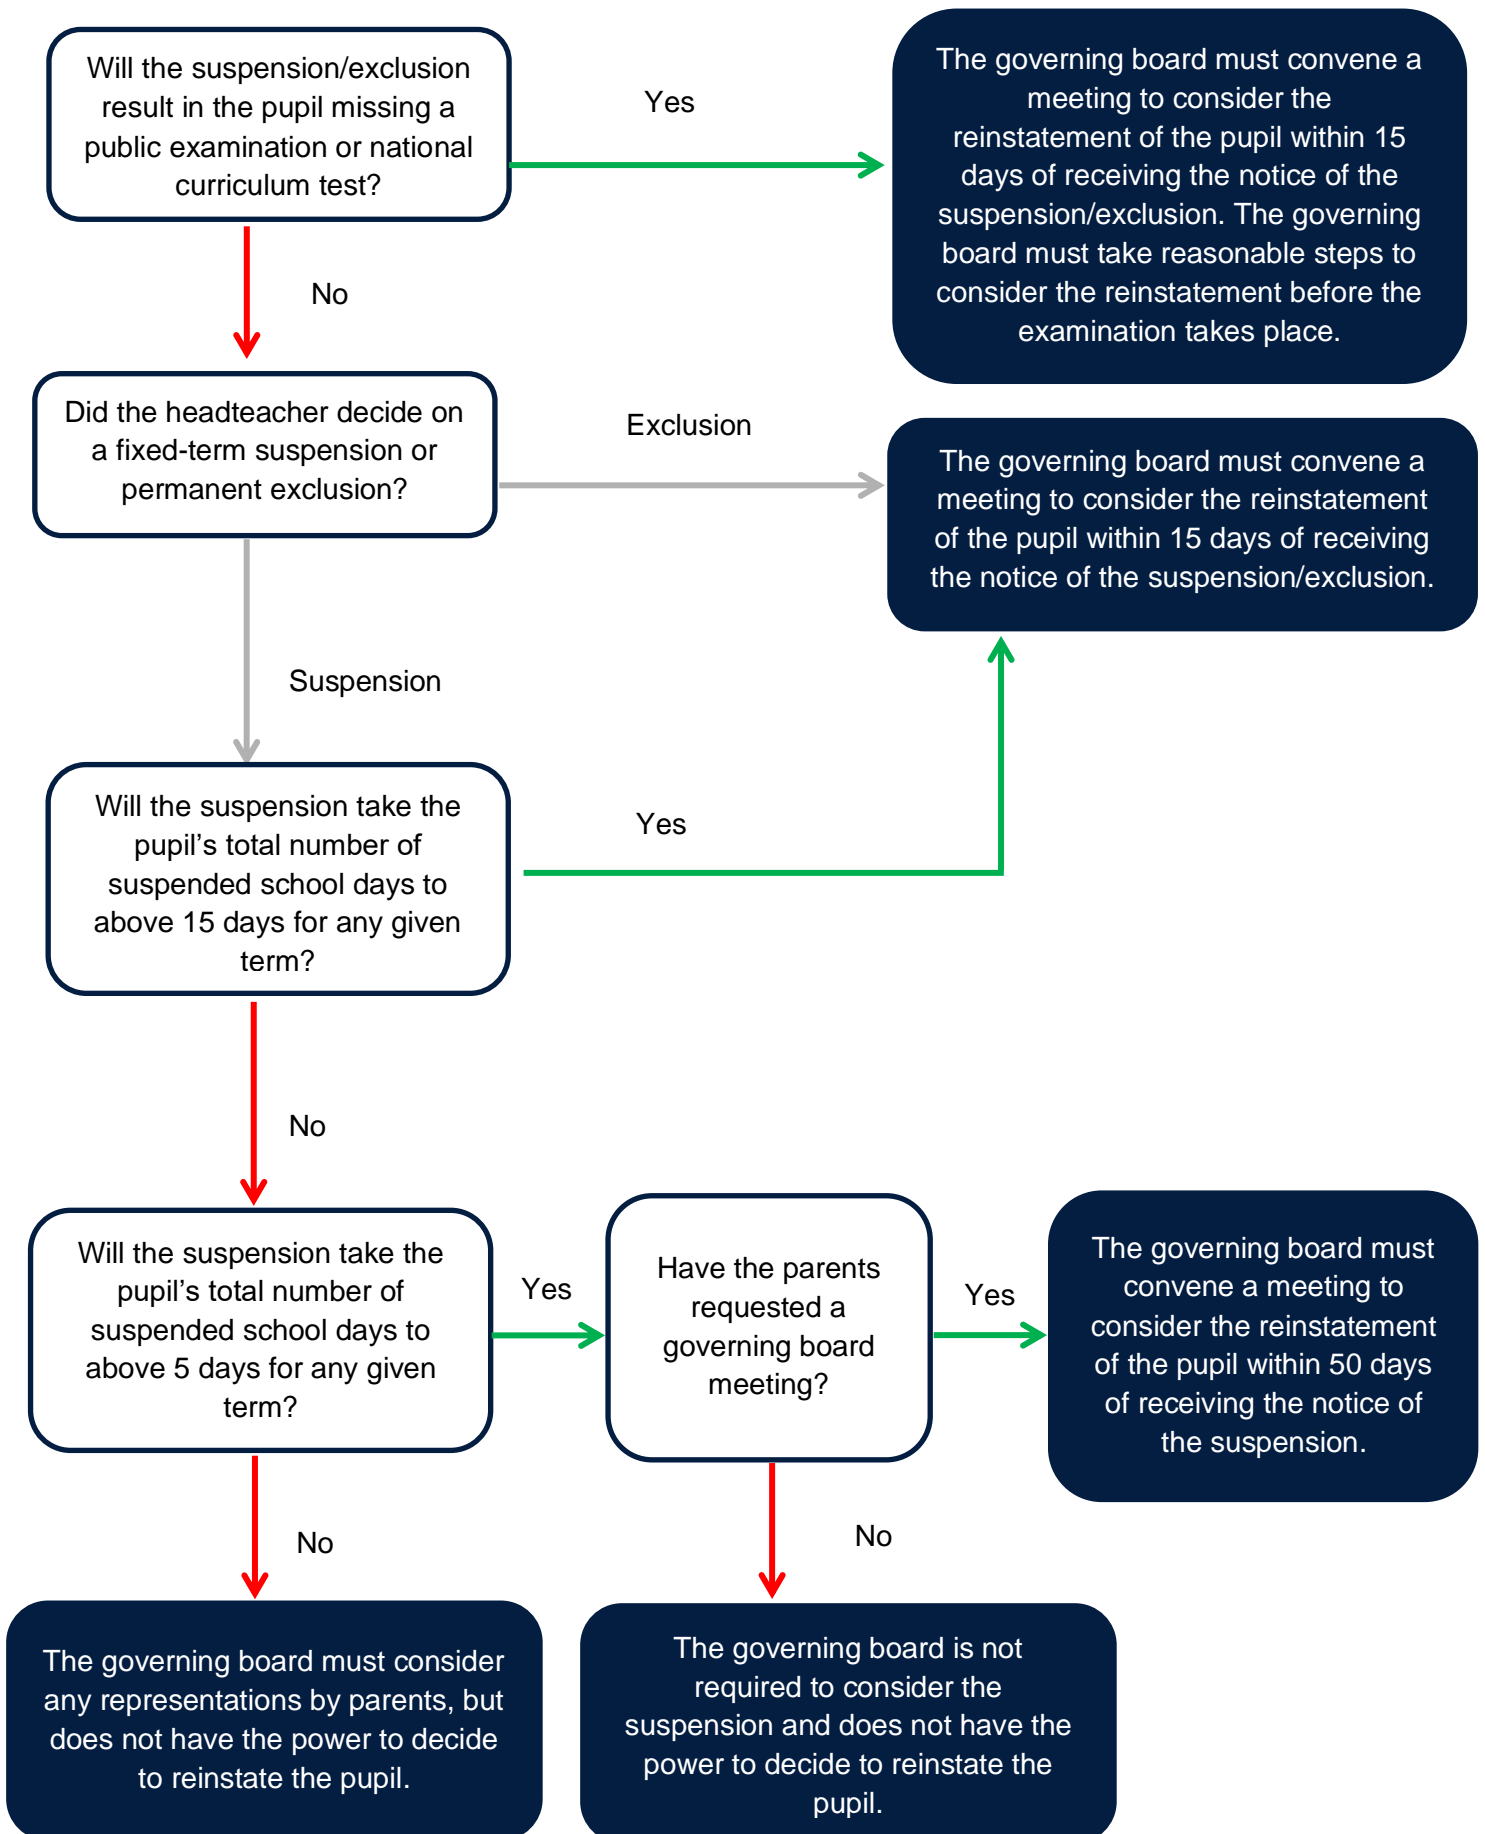 Will the suspension/exclusion
result in the pupil missing a
public examination or national
curriculum test?
Yes
The governing board must convene a
meeting to consider the
reinstatement of the pupil within 15
days of receiving the notice of the
suspension/exclusion. The governing
board must take reasonable steps to
consider the reinstatement before the
examination takes place.
No
Did the headteacher decide on
a fixed-term suspension or
permanent exclusion?
Exclusion
The governing board must convene a
meeting to consider the reinstatement
of the pupil within 15 days of receiving
the notice of the suspension/exclusion.
Suspension
Will the suspension take the
pupil’s total number of
suspended school days to
above 15 days for any given
term?
Yes
No
Will the suspension take the
pupil’s total number of
suspended school days to
above 5 days for any given
term?
Yes
Have the parents
requested a
governing board
meeting?
Yes
The governing board must
convene a meeting to
consider the reinstatement
of the pupil within 50 days
of receiving the notice of
the suspension.
No
No
The governing board must consider
any representations by parents, but
does not have the power to decide
to reinstate the pupil.
The governing board is not
required to consider the
suspension and does not have the
power to decide to reinstate the
pupil.